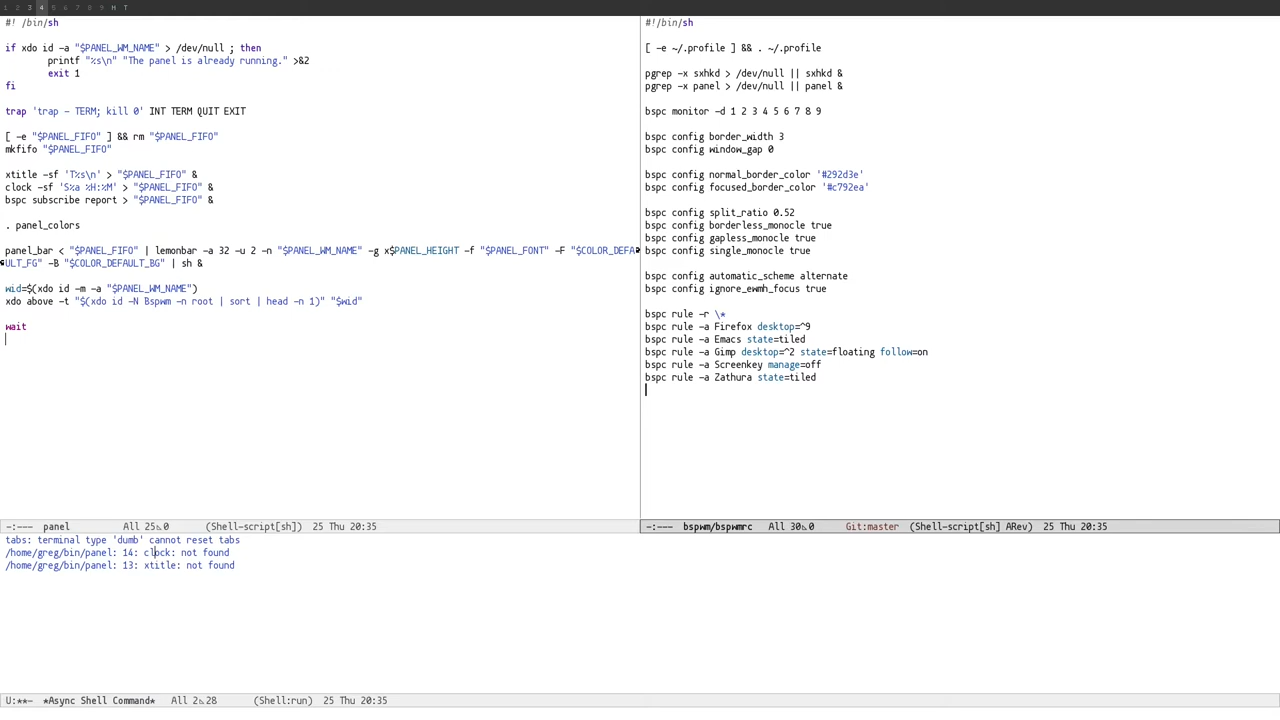 1 2 3 4 5 6 7 8 9 M T
#! /bin/sh
if xdo id -a "$PANEL_WM_NAME" > /dev/null ; then
printf "%s\n" "The panel is already running." >&2
exit 1
fi
trap 'trap - TERM; kill 0' INT TERM QUIT EXIT
[ -e "$PANEL_FIFO" ] && rm "$PANEL_FIFO"
mkfifo "$PANEL_FIFO"
xtitle -sf 'T%s\n' > "$PANEL_FIFO" &
clock -sf 'S%a %H:%M' > "$PANEL_FIFO" &
bspc subscribe report > "$PANEL_FIFO" &
. panel_colors
panel_bar < "$PANEL_FIFO" | lemonbar -a 32 -u 2 -n "$PANEL_WM_NAME" -g x$PANEL_HEIGHT -f "$PANEL_FONT" -F "$COLOR_DEFA
ULT_FG" -B "$COLOR_DEFAULT_BG" | sh &
wid=$(xdo id -m -a "$PANEL_WM_NAME")
xdo above -t "$(xdo id -N Bspwm -n root | sort | head -n 1)" "$wid"
wait
-:--- panel All 25:0 (Shell-script[sh]) 25 Thu 20:35
#!/bin/sh
[ -e ~/.profile ] && . ~/.profile
pgrep -x sxhkd > /dev/null || sxhkd &
pgrep -x panel > /dev/null || panel &
bspc monitor -d 1 2 3 4 5 6 7 8 9
bspc config border_width 3
bspc config window_gap 0
bspc config normal_border_color '#292d3e'
bspc config focused_border_color '#c792ea'
bspc config split_ratio 0.52
bspc config borderless_monocle true
bspc config gapless_monocle true
bspc config single_monocle true
bspc config automatic_scheme alternate
bspc config ignore_ewmh_focus true
bspc rule -r \*
bspc rule -a Firefox desktop=^9
bspc rule -a Emacs state=tiled
bspc rule -a Gimp desktop=^2 state=floating follow=on
bspc rule -a Screenkey manage=off
bspc rule -a Zathura state=tiled
-:--- bspwm/bspwmrc All 30:0 Git:master (Shell-script[sh] ARev) 25 Thu 20:35
tabs: terminal type 'dumb' cannot reset tabs
/home/greg/bin/panel: 14: clock: not found
/home/greg/bin/panel: 13: xtitle: not found
U:**- *Async Shell Command* All 2:28 (Shell:run) 25 Thu 20:35